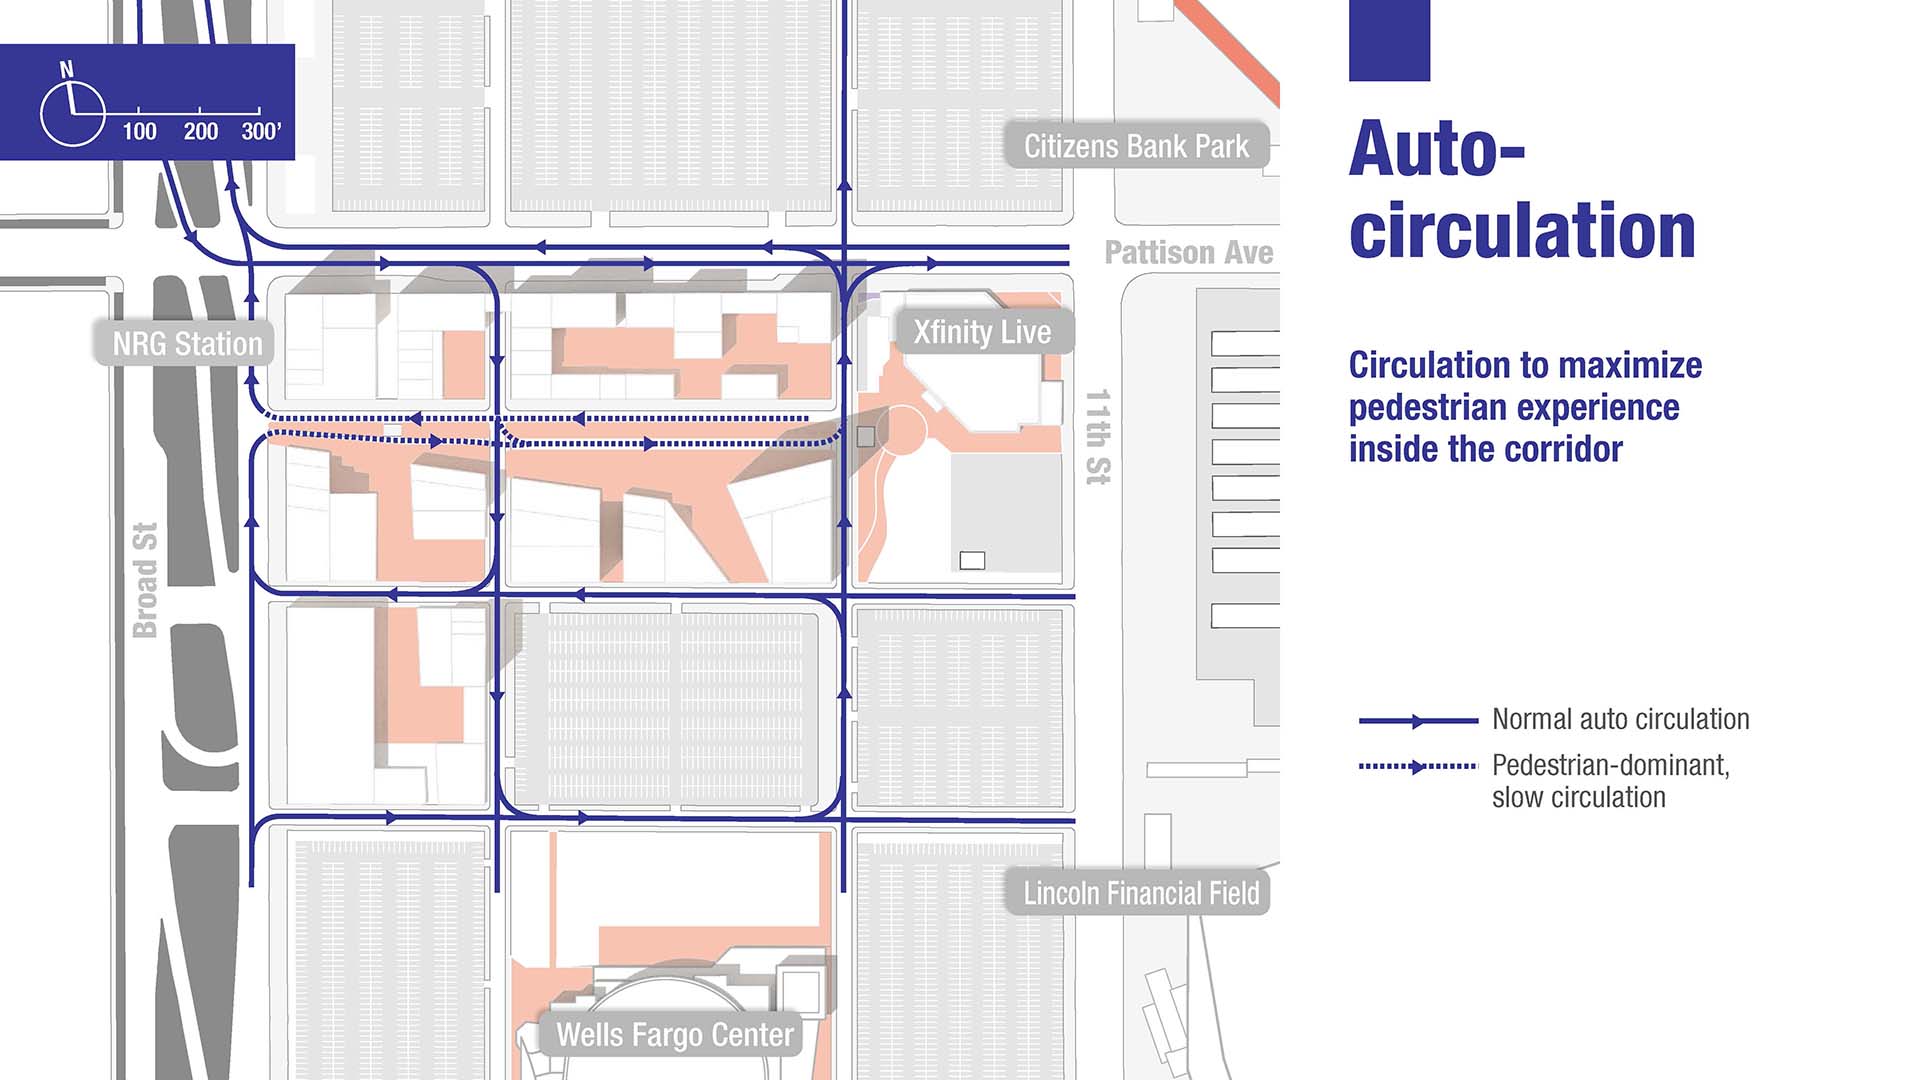 N
100 200 300'
Citizens Bank Park
Pattison Ave
NRG Station
Xfinity Live
11th St
Broad St
Lincoln Financial Field
Wells Fargo Center
Auto-
circulation
Circulation to maximize
pedestrian experience
inside the corridor
Normal auto circulation
Pedestrian-dominant,
slow circulation